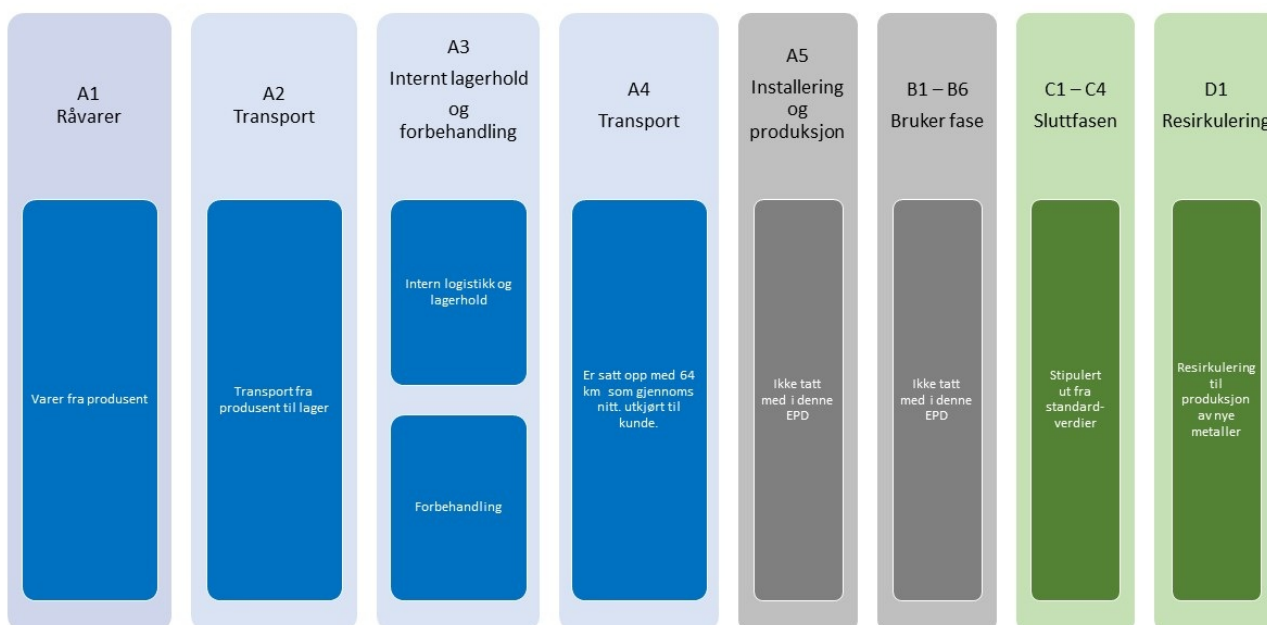 A1
Råvarer
Varer fra produsent
A2
Transport
Transport fra
produsent til lager
A3
Internt lagerhold
og
forbehandling
Intern logistikk og
lagerhold
Forbehandling
A4
Transport
Er satt opp med 64
km som gjennoms
nitt. utkjørt til
kunde.
A5
Installering
og
produksjon
Ikke tatt
med i denne
EPD
B1 – B6
Bruker fase
Ikke tatt
med i denne
EPD
C1 – C4
Sluttfasen
Stipulert
ut fra
standard-
verdier
D1
Resirkulering
Resirkulering
til
produksjon
av nye
metaller